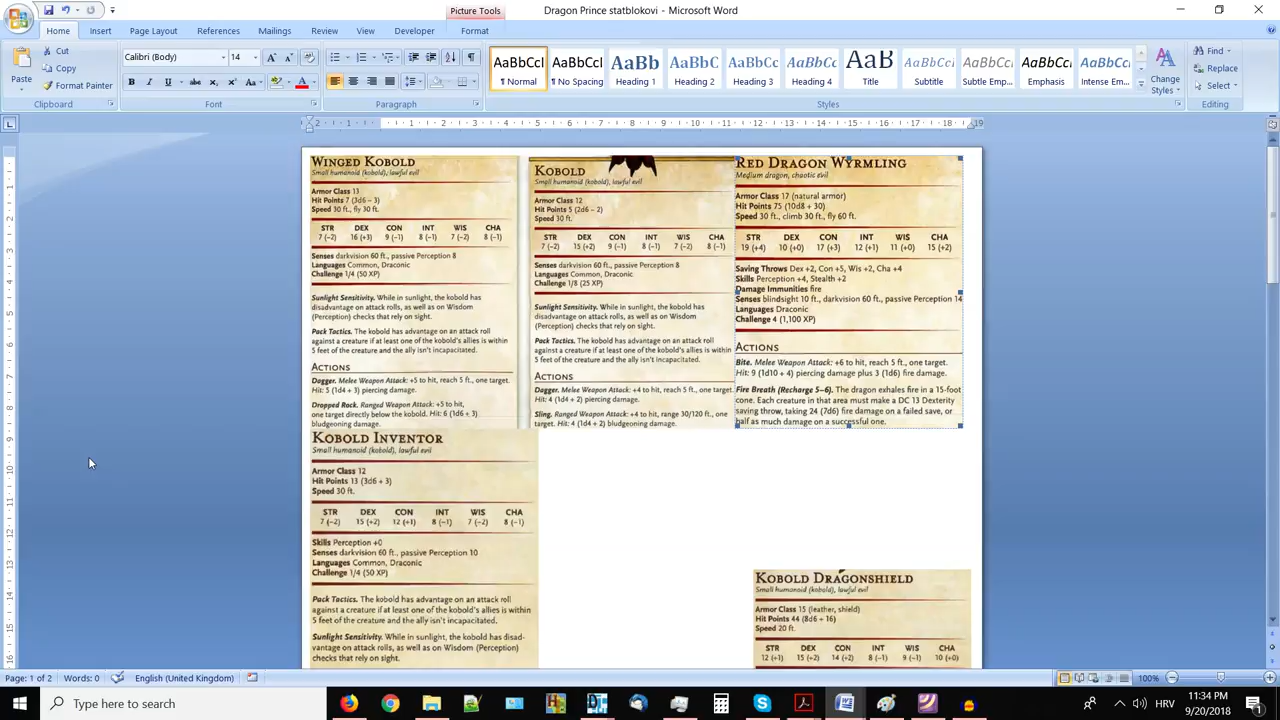 Picture Tools
Dragon Prince statblokovi - Microsoft Word
Home Insert Page Layout References Mailings Review View Developer Format
Paste
Cut
Copy
Format Painter
Clipboard
Calibri (Body) 14
Font
Paragraph
AaBbCcI AaBbCcI AaBb AaBbC AaBbCcI AaBbCcI AaB AaBbCcI AaBbCcI AaBbCcI AaBbCcI
¶ Normal ¶ No Spacing Heading 1 Heading 2 Heading 3 Heading 4 Title Subtitle Subtle Emp... Emphasis Intense Em...
Change Styles
Styles
Find
Replace
Select
Editing
WINGED KOBOLD
Small humanoid (kobold), lawful evil
Armor Class 13
Hit Points 7 (3d6 – 3)
Speed 30 ft., fly 30 ft.
STR DEX CON INT WIS CHA
7 (–2) 16 (+3) 9 (–1) 8 (–1) 7 (–2) 8 (–1)
Senses darkvision 60 ft., passive Perception 8
Languages Common, Draconic
Challenge 1/4 (50 XP)
Sunlight Sensitivity. While in sunlight, the kobold has
disadvantage on attack rolls, as well as on Wisdom
(Perception) checks that rely on sight.
Pack Tactics. The kobold has advantage on an attack roll
against a creature if at least one of the kobold's allies is within
5 feet of the creature and the ally isn't incapacitated.
ACTIONS
Dagger. Melee Weapon Attack: +5 to hit, reach 5 ft., one target.
Hit: 5 (1d4 + 3) piercing damage.
Dropped Rock. Ranged Weapon Attack: +5 to hit,
one target directly below the kobold. Hit: 6 (1d6 + 3)
bludgeoning damage.
KOBOLD
Small humanoid (kobold), lawful evil
Armor Class 12
Hit Points 5 (2d6 – 2)
Speed 30 ft.
STR DEX CON INT WIS CHA
7 (–2) 15 (+2) 9 (–1) 8 (–1) 7 (–2) 8 (–1)
Senses darkvision 60 ft., passive Perception 8
Languages Common, Draconic
Challenge 1/8 (25 XP)
Sunlight Sensitivity. While in sunlight, the kobold has
disadvantage on attack rolls, as well as on Wisdom
(Perception) checks that rely on sight.
Pack Tactics. The kobold has advantage on an attack roll
against a creature if at least one of the kobold's allies is within
5 feet of the creature and the ally isn't incapacitated.
ACTIONS
Dagger. Melee Weapon Attack: +4 to hit, reach 5 ft., one target.
Hit: 4 (1d4 + 2) piercing damage.
Sling. Ranged Weapon Attack: +4 to hit, range 30/120 ft., one
target. Hit: 4 (1d4 + 2) bludgeoning damage.
RED DRAGON WYRMLING
Medium dragon, chaotic evil
Armor Class 17 (natural armor)
Hit Points 75 (10d8 + 30)
Speed 30 ft., climb 30 ft., fly 60 ft.
STR DEX CON INT WIS CHA
19 (+4) 10 (+0) 17 (+3) 12 (+1) 11 (+0) 15 (+2)
Saving Throws Dex +2, Con +5, Wis +2, Cha +4
Skills Perception +4, Stealth +2
Damage Immunities fire
Senses blindsight 10 ft., darkvision 60 ft., passive Perception 14
Languages Draconic
Challenge 4 (1,100 XP)
ACTIONS
Bite. Melee Weapon Attack: +6 to hit, reach 5 ft., one target.
Hit: 9 (1d10 + 4) piercing damage plus 3 (1d6) fire damage.
Fire Breath (Recharge 5–6). The dragon exhales fire in a 15-foot
cone. Each creature in that area must make a DC 13 Dexterity
saving throw, taking 24 (7d6) fire damage on a failed save, or
half as much damage on a successful one.
KOBOLD INVENTOR
Small humanoid (kobold), lawful evil
Armor Class 12
Hit Points 13 (3d6 + 3)
Speed 30 ft.
STR DEX CON INT WIS CHA
7 (–2) 15 (+2) 12 (+1) 8 (–1) 7 (–2) 8 (–1)
Skills Perception +0
Senses darkvision 60 ft., passive Perception 10
Languages Common, Draconic
Challenge 1/4 (50 XP)
Pack Tactics. The kobold has advantage on an attack roll
against a creature if at least one of the kobold's allies is within
5 feet of the creature and the ally isn't incapacitated.
Sunlight Sensitivity. While in sunlight, the kobold has disad-
vantage on attack rolls, as well as on Wisdom (Perception)
checks that rely on sight.
KOBOLD DRAGONSHIELD
Small humanoid (kobold), lawful evil
Armor Class 15 (leather, shield)
Hit Points 44 (8d6 + 16)
Speed 20 ft.
STR DEX CON INT WIS CHA
12 (+1) 15 (+2) 14 (+2) 8 (–1) 9 (–1) 10 (+0)
Page: 1 of 2 Words: 0 English (United Kingdom) 100%
Type here to search
HRV
11:34 PM
9/20/2018